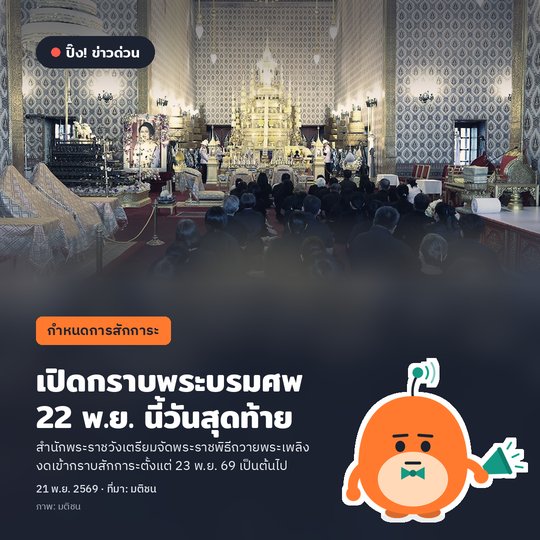 ปิ๊ง! ข่าวด่วน
กำหนดการสักการะ
เปิดกราบพระบรมศพ
22 พ.ย. นี้วันสุดท้าย
สำนักพระราชวังเตรียมจัดพระราชพิธีถวายพระเพลิง
งดเข้ากราบสักการะตั้งแต่ 23 พ.ย. 69 เป็นต้นไป
21 พ.ย. 2569 · ที่มา: มติชน
ภาพ: มติชน